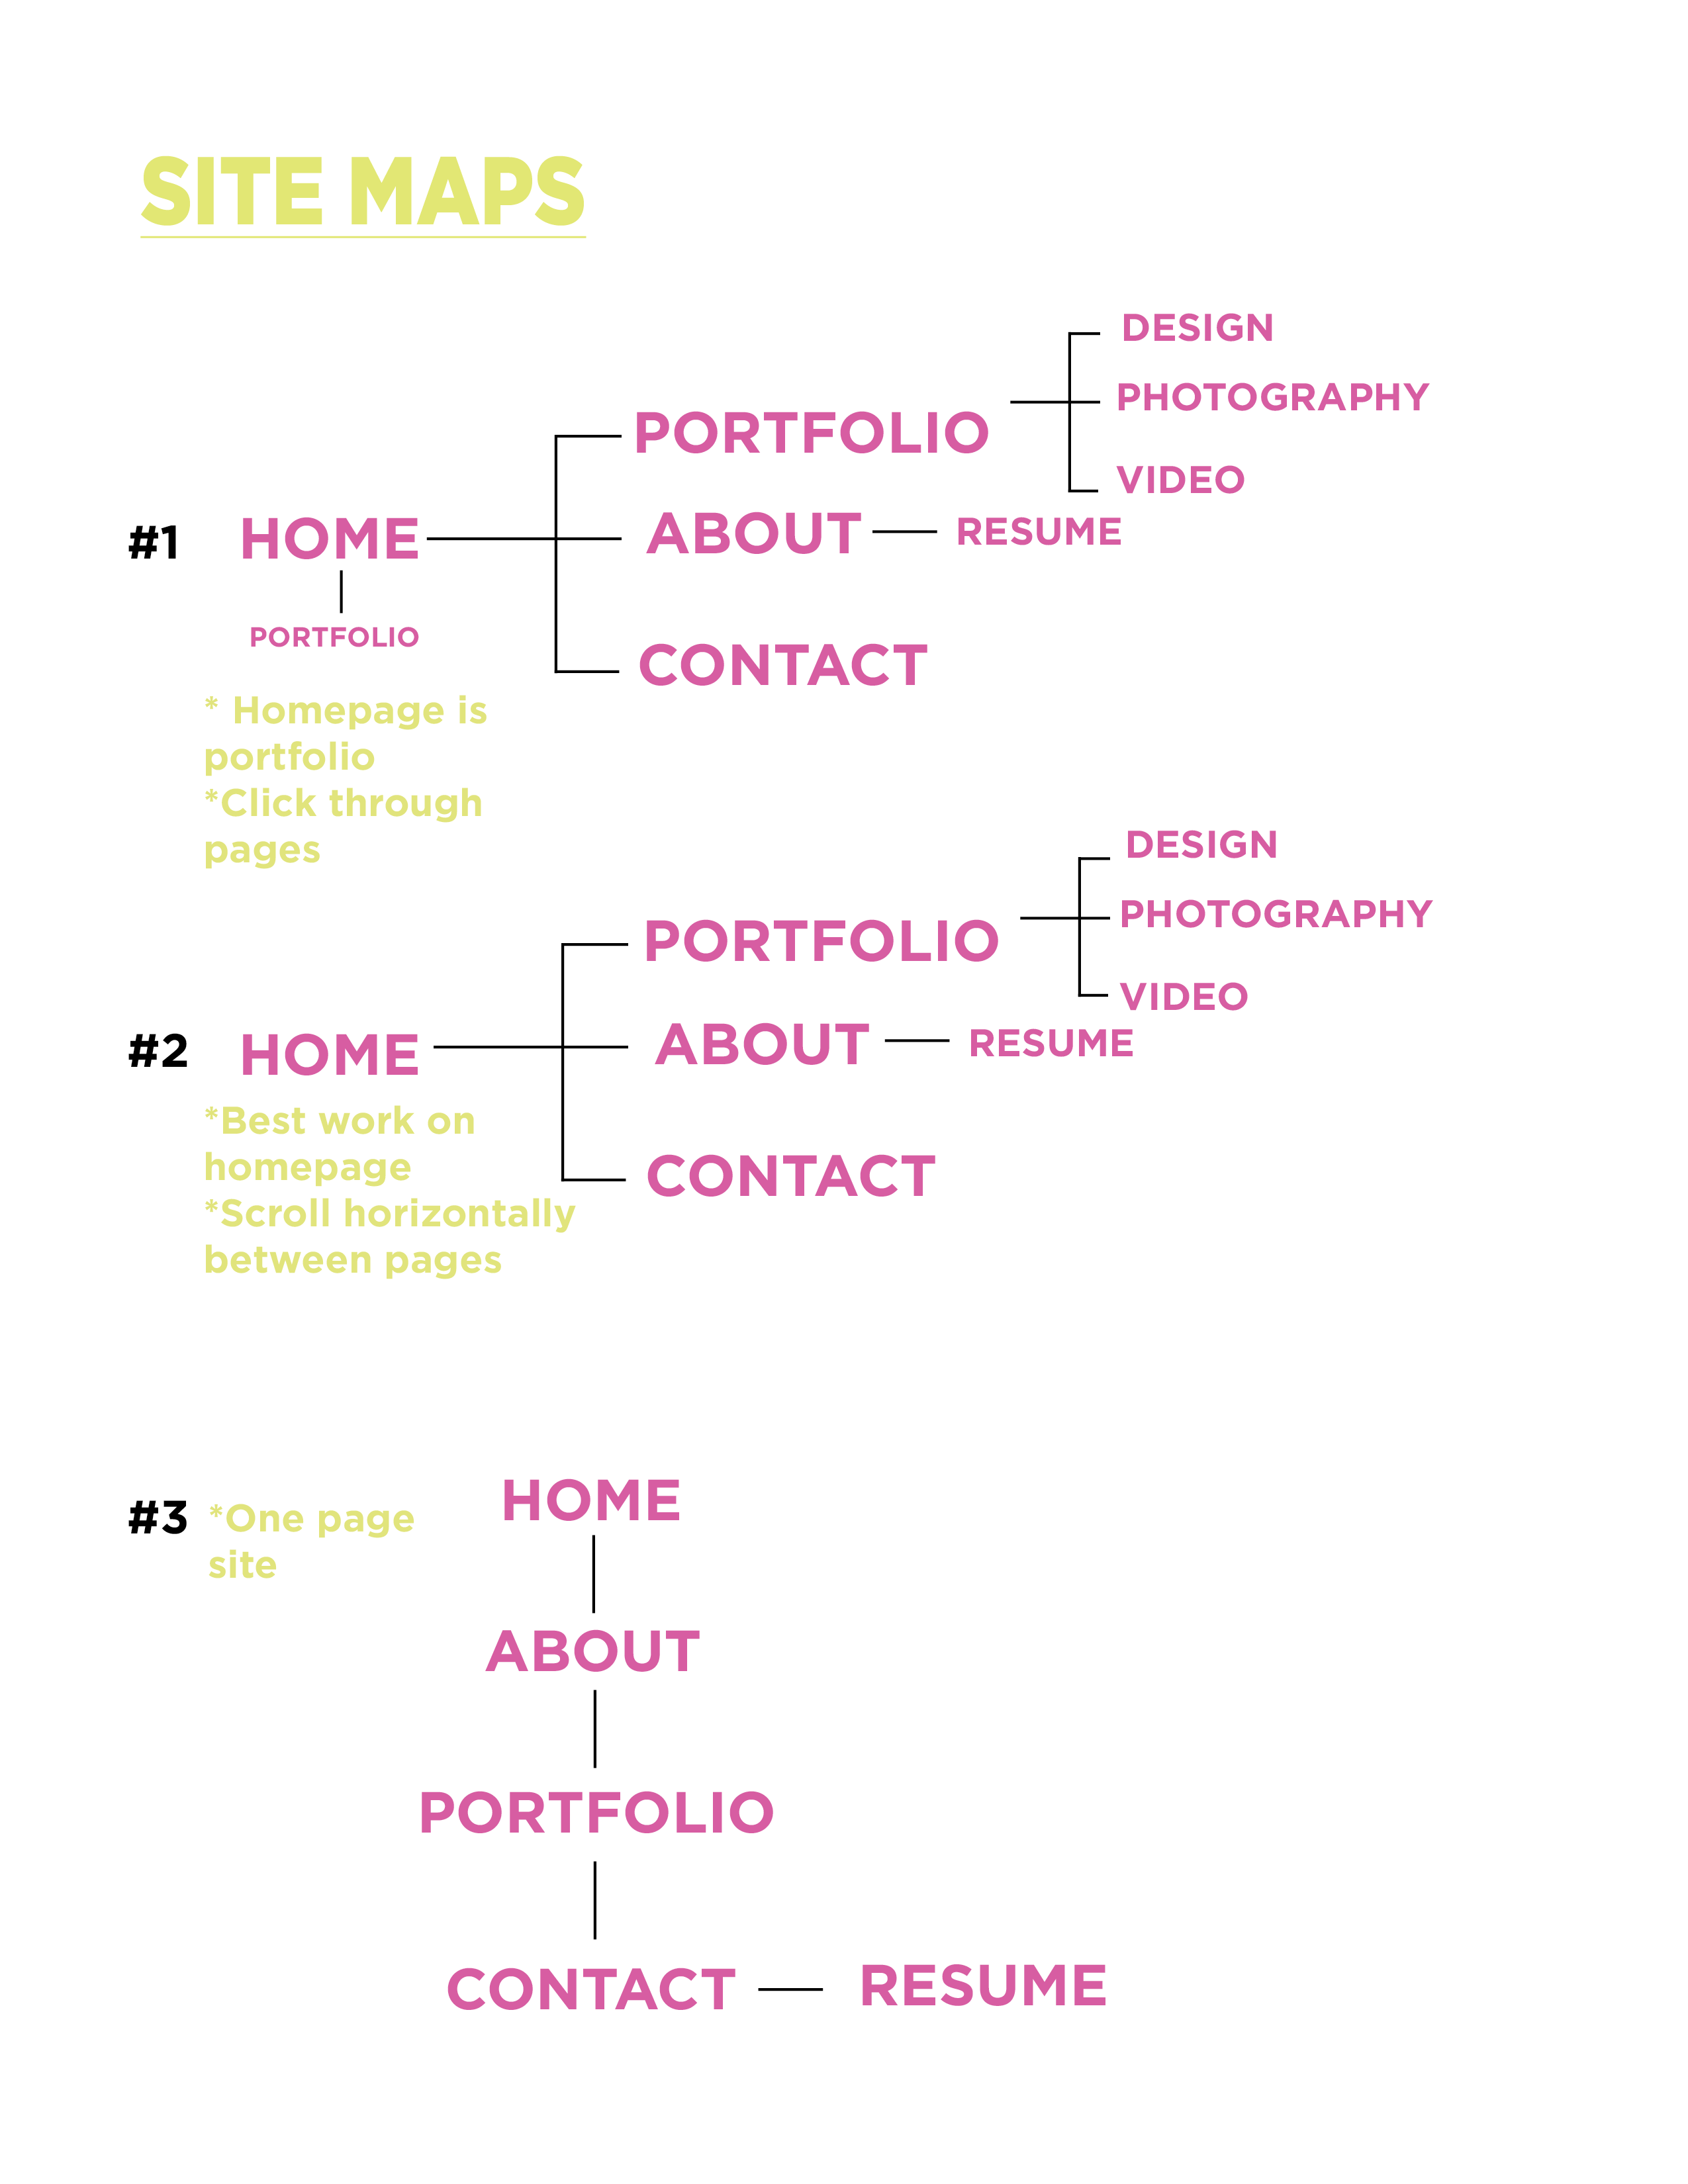 SITE MAPS
DESIGN
PHOTOGRAPHY
PORTFOLIO
VIDEO
#1
HOME
ABOUT
RESUME
PORTFOLIO
CONTACT
* Homepage is
portfolio
*Click through
pages
DESIGN
PHOTOGRAPHY
PORTFOLIO
VIDEO
#2
HOME
ABOUT
RESUME
*Best work on
homepage
CONTACT
*Scroll horizontally
between pages
#3
*One page
site
HOME
ABOUT
PORTFOLIO
CONTACT
RESUME